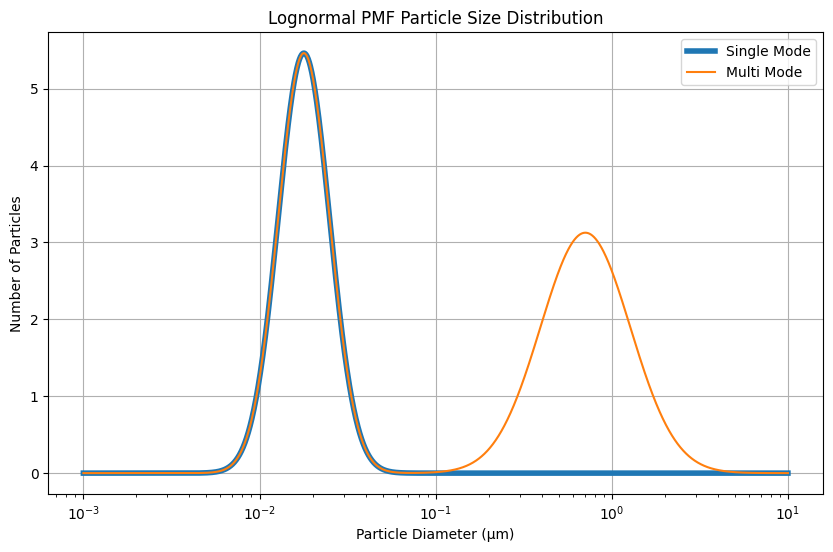 Lognormal PMF Particle Size Distribution
Single Mode
Multi Mode
Number of Particles
5
4
3
2
1
0
10⁻³
10⁻²
10⁻¹
10⁰
10¹
Particle Diameter (µm)